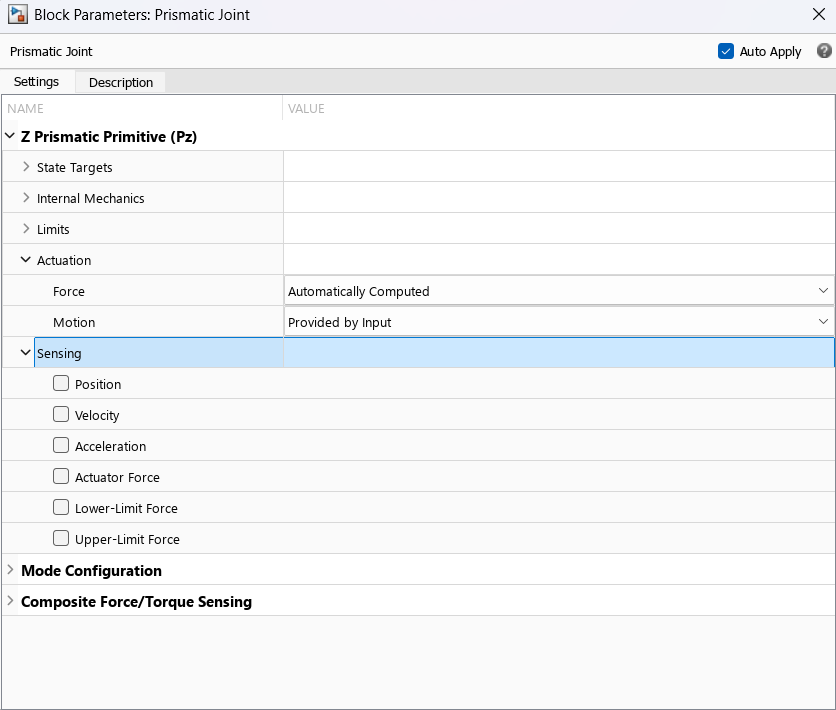 Block Parameters: Prismatic Joint
Prismatic Joint
Auto Apply
Settings Description
NAME VALUE
Z Prismatic Primitive (Pz)
State Targets
Internal Mechanics
Limits
Actuation
Force Automatically Computed
Motion Provided by Input
Sensing
Position
Velocity
Acceleration
Actuator Force
Lower-Limit Force
Upper-Limit Force
Mode Configuration
Composite Force/Torque Sensing